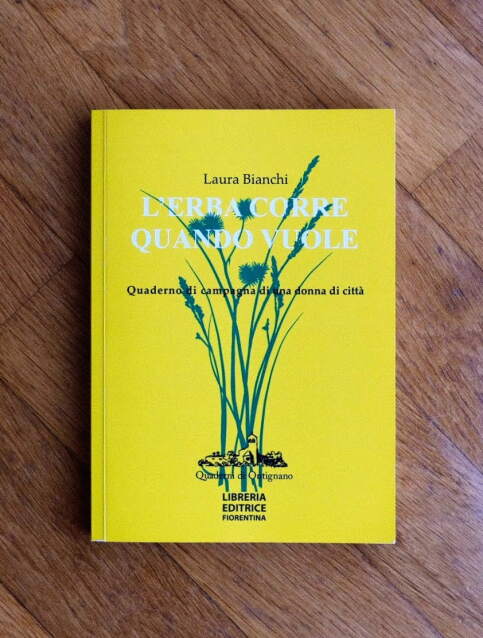 Laura Bianchi
L'ERBA CORRE
QUANDO VUOLE
Quaderno di campagna di una donna di città
Quaderni di Ontignano
LIBRERIA
EDITRICE
FIORENTINA